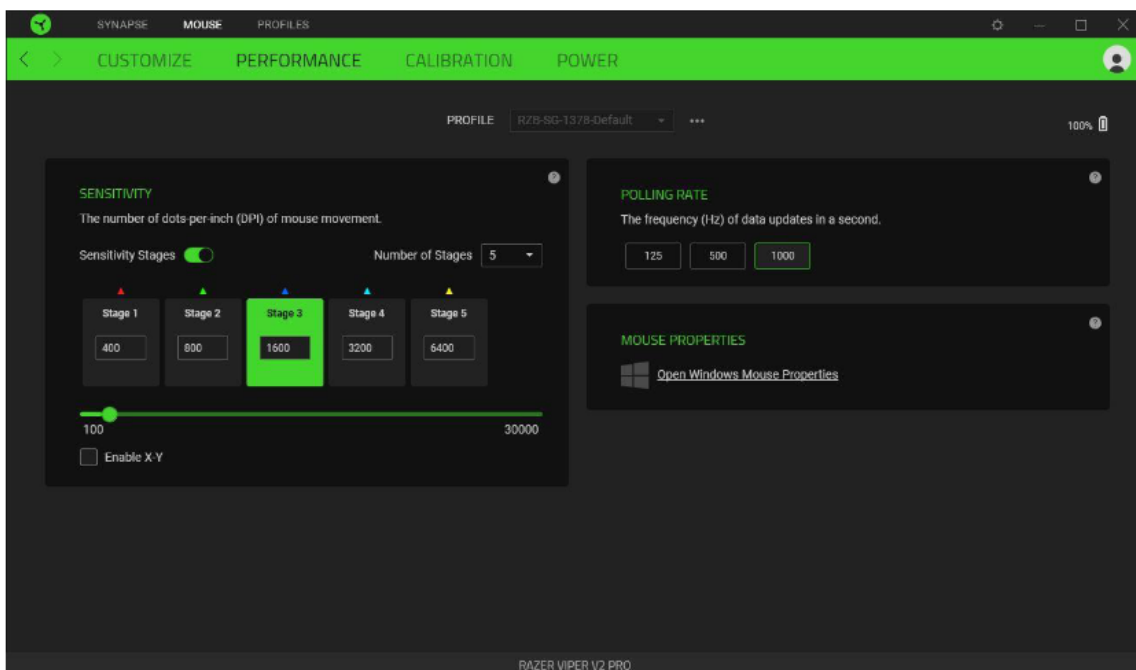 SYNAPSE MOUSE PROFILES
CUSTOMIZE PERFORMANCE CALIBRATION POWER
PROFILE RZ8-SG-1378-Default
100%
SENSITIVITY
The number of dots-per-inch (DPI) of mouse movement.
Sensitivity Stages Number of Stages 5
Stage 1 Stage 2 Stage 3 Stage 4 Stage 5
400 800 1600 3200 6400
100 30000
Enable X-Y
POLLING RATE
The frequency (Hz) of data updates in a second.
125 500 1000
MOUSE PROPERTIES
Open Windows Mouse Properties
RAZER VIPER V2 PRO